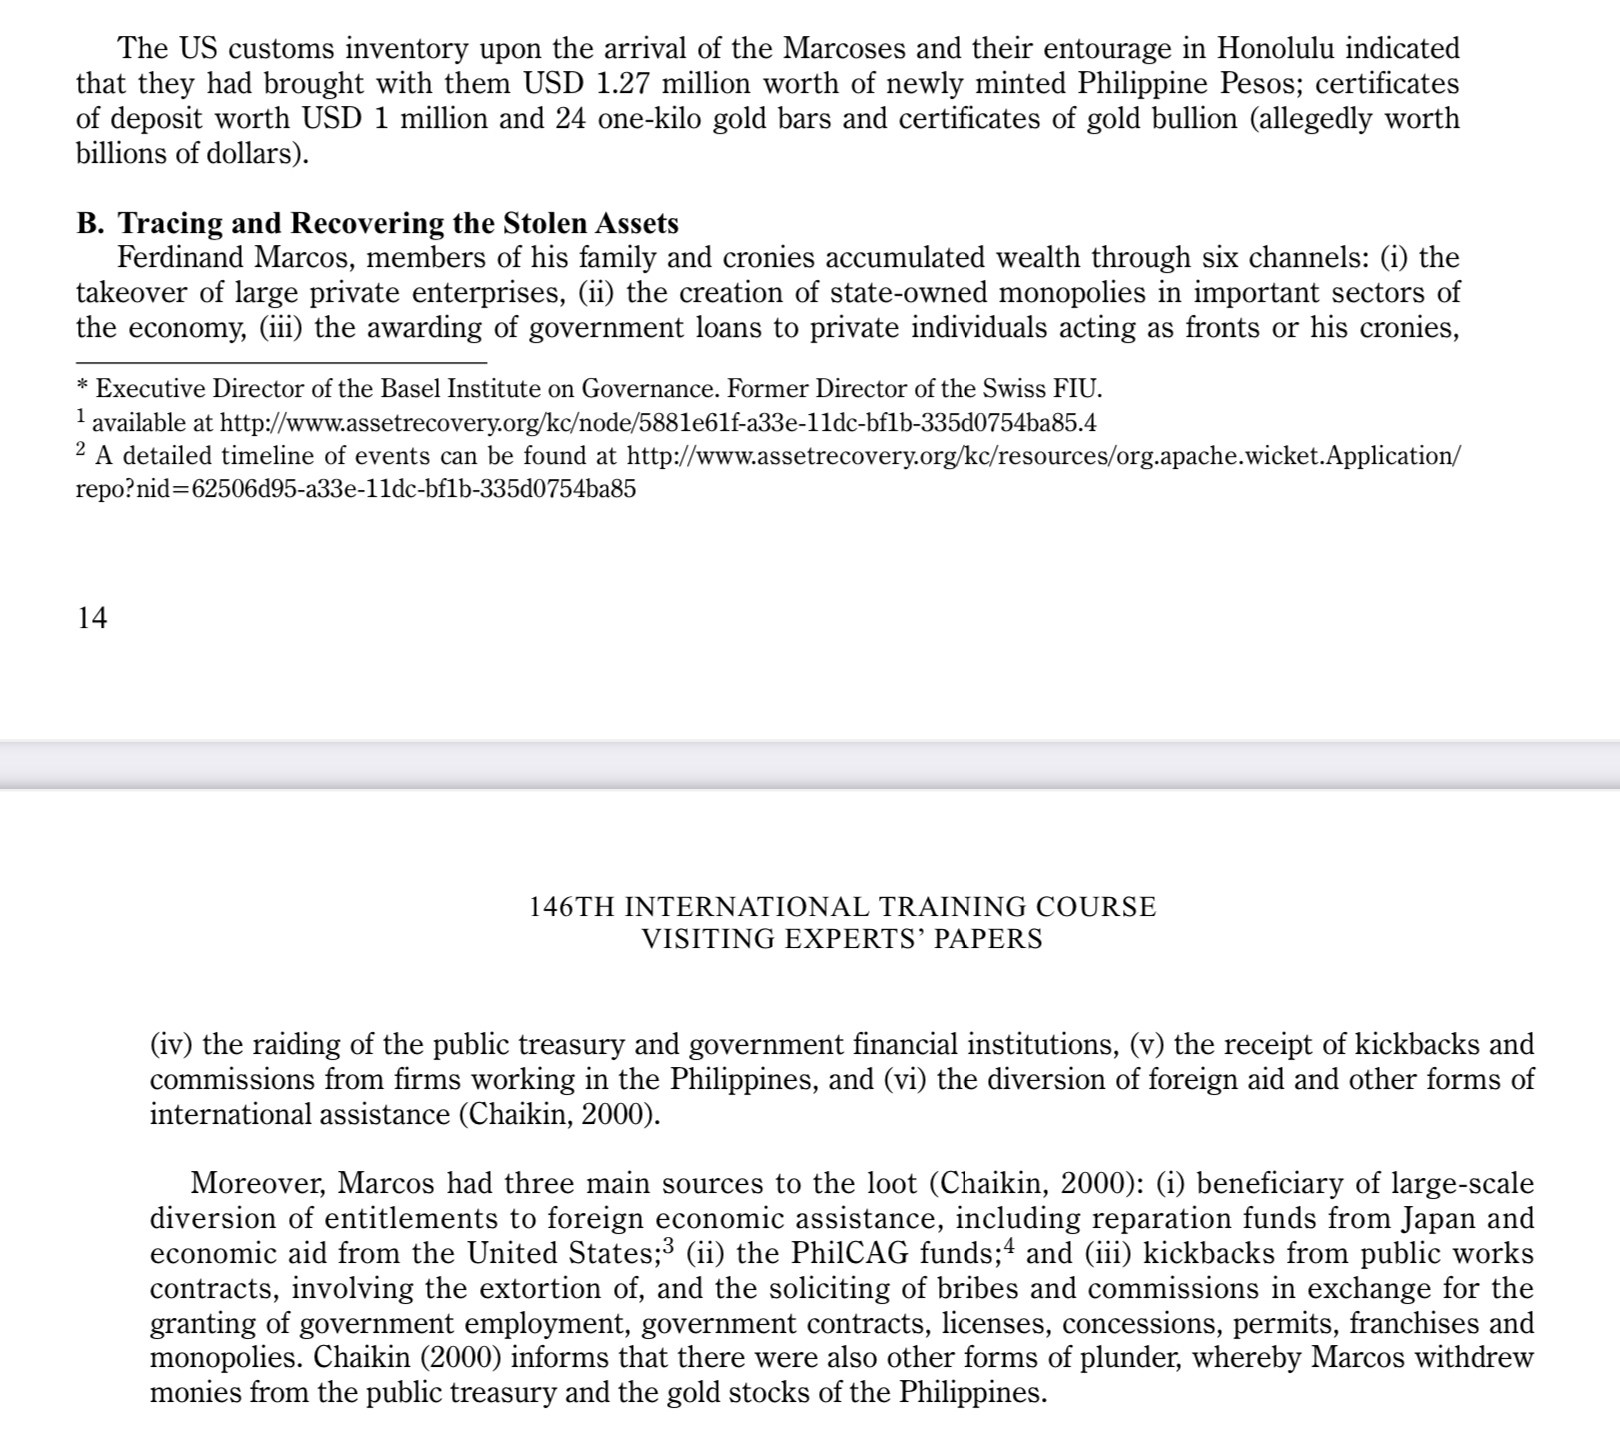 The US customs inventory upon the arrival of the Marcoses and their entourage in Honolulu indicated
that they had brought with them USD 1.27 million worth of newly minted Philippine Pesos; certificates
of deposit worth USD 1 million and 24 one-kilo gold bars and certificates of gold bullion (allegedly worth
billions of dollars).
B. Tracing and Recovering the Stolen Assets
Ferdinand Marcos, members of his family and cronies accumulated wealth through six channels: (i) the
takeover of large private enterprises, (ii) the creation of state-owned monopolies in important sectors of
the economy, (iii) the awarding of government loans to private individuals acting as fronts or his cronies,
* Executive Director of the Basel Institute on Governance. Former Director of the Swiss FIU.
1 available at http://www.assetrecovery.org/kc/node/5881e61f-a33e-11dc-bf1b-335d0754ba85.4
2 A detailed timeline of events can be found at http://www.assetrecovery.org/kc/resources/org.apache.wicket.Application/
repo?nid=62506d95-a33e-11dc-bf1b-335d0754ba85
14
146TH INTERNATIONAL TRAINING COURSE
VISITING EXPERTS’ PAPERS
(iv) the raiding of the public treasury and government financial institutions, (v) the receipt of kickbacks and
commissions from firms working in the Philippines, and (vi) the diversion of foreign aid and other forms of
international assistance (Chaikin, 2000).
Moreover, Marcos had three main sources to the loot (Chaikin, 2000): (i) beneficiary of large-scale
diversion of entitlements to foreign economic assistance, including reparation funds from Japan and
economic aid from the United States;3 (ii) the PhilCAG funds;4 and (iii) kickbacks from public works
contracts, involving the extortion of, and the soliciting of bribes and commissions in exchange for the
granting of government employment, government contracts, licenses, concessions, permits, franchises and
monopolies. Chaikin (2000) informs that there were also other forms of plunder, whereby Marcos withdrew
monies from the public treasury and the gold stocks of the Philippines.